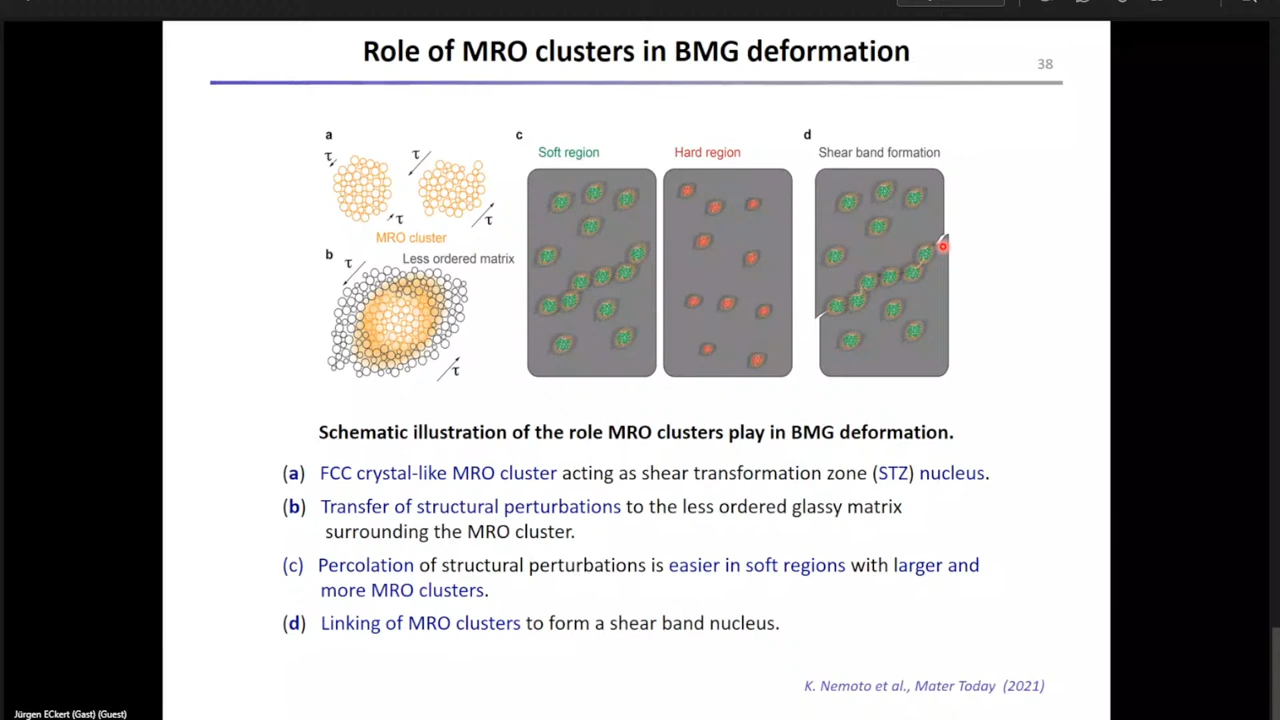 Role of MRO clusters in BMG deformation
38
a
τ
τ
τ
τ
MRO cluster
b
τ
Less ordered matrix
τ
c
Soft region
Hard region
d
Shear band formation
Schematic illustration of the role MRO clusters play in BMG deformation.
(a) FCC crystal-like MRO cluster acting as shear transformation zone (STZ) nucleus.
(b) Transfer of structural perturbations to the less ordered glassy matrix
surrounding the MRO cluster.
(c) Percolation of structural perturbations is easier in soft regions with larger and
more MRO clusters.
(d) Linking of MRO clusters to form a shear band nucleus.
K. Nemoto et al., Mater Today (2021)
Jürgen ECkert (Gast) (Guest)